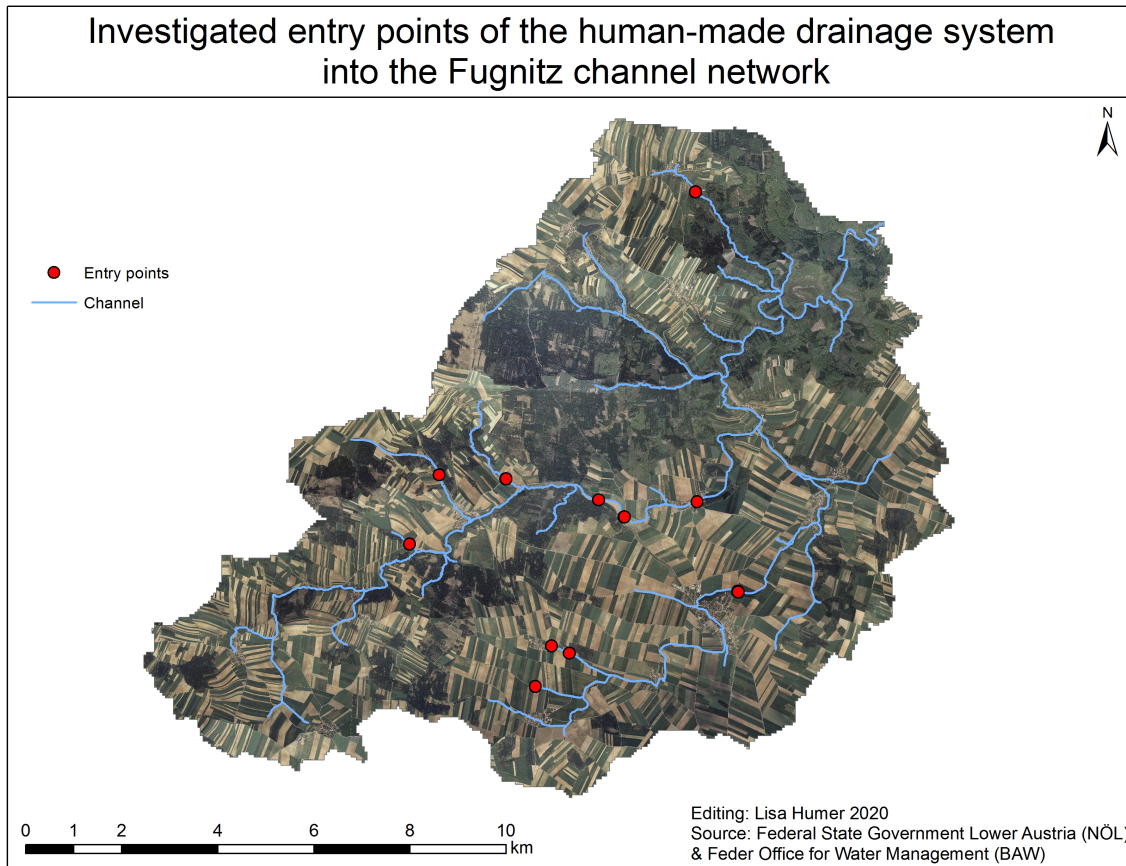 Investigated entry points of the human-made drainage system
into the Fugnitz channel network
N
Entry points
Channel
0 1 2 4 6 8 10
km
Editing: Lisa Humer 2020
Source: Federal State Government Lower Austria (NÖL)
& Feder Office for Water Management (BAW)